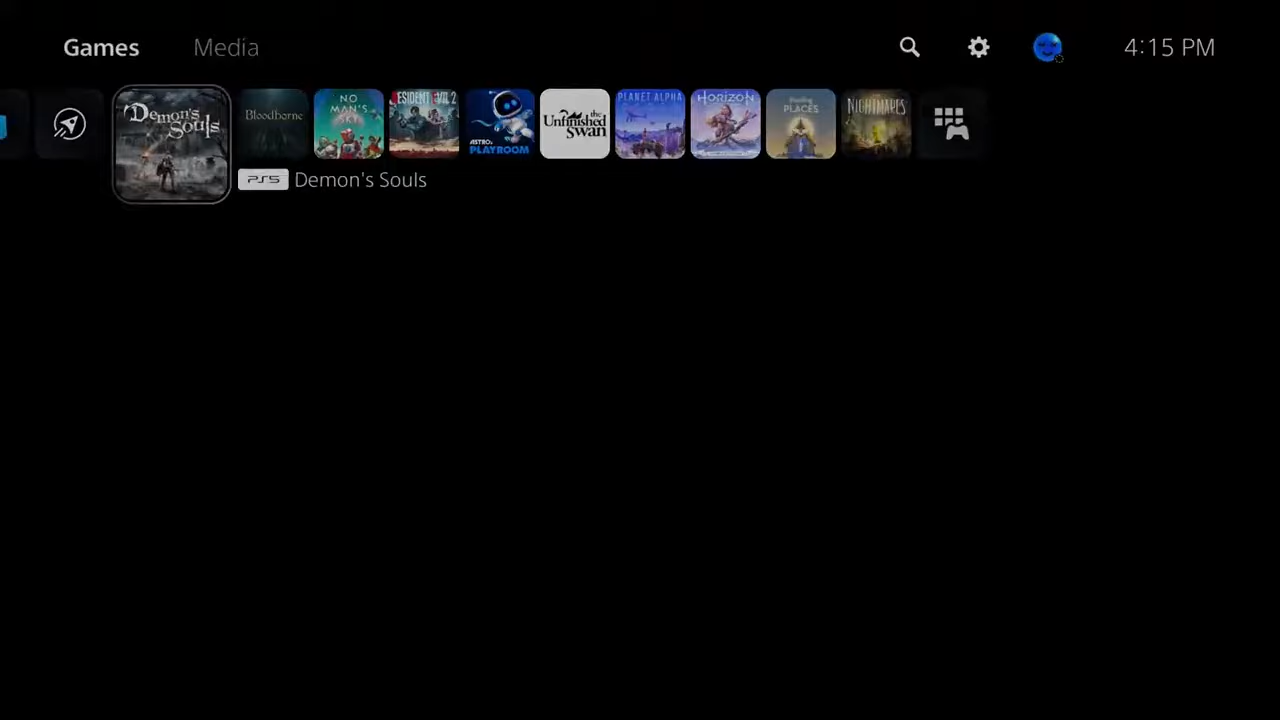 Games Media 4:15 PM
Demon's Souls
Bloodborne
NO MAN'S
RESIDENT EVIL 2
ASTRO's PLAYROOM
the Unfinished Swan
PLANET ALPHA
HORIZON
PLACES
NIGHTMARES
PS5 Demon's Souls